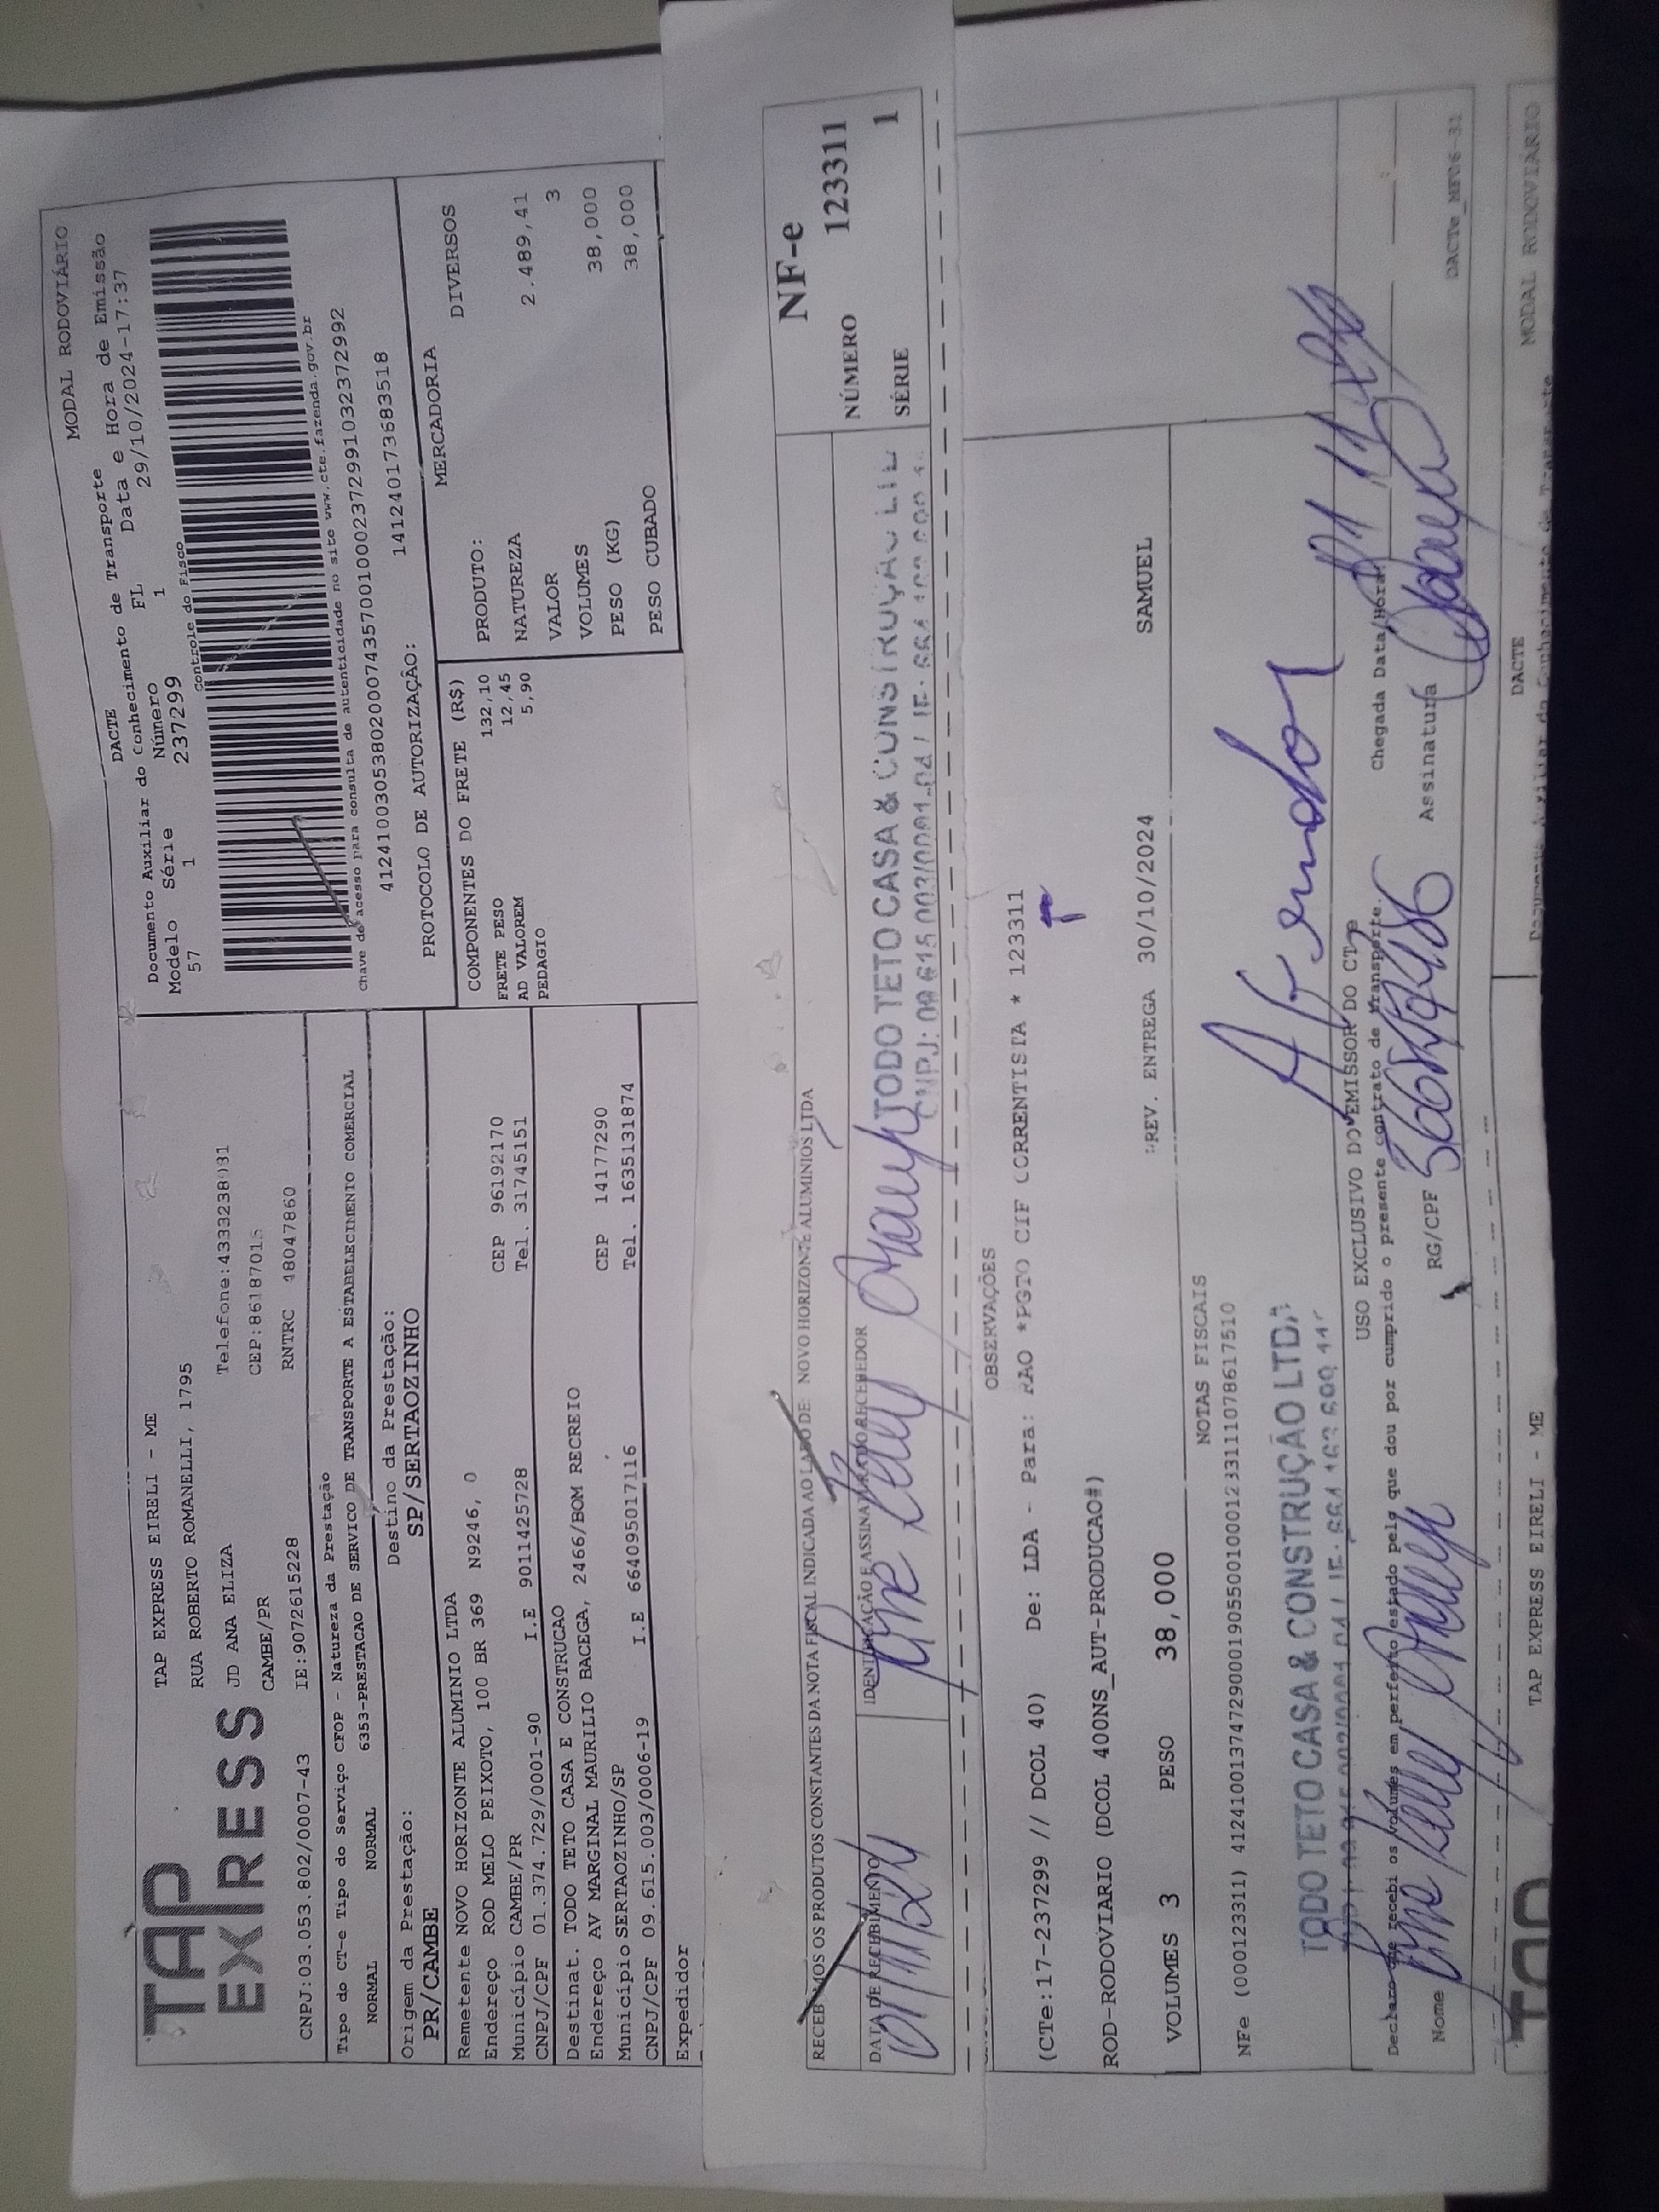 TAP
EXPRESS
TAP EXPRESS EIRELI - ME
RUA ROBERTO ROMANELLI, 1795
JD ANA ELIZA
CAMBE/PR
CNPJ:03.053.802/0007-43 IE:9072615228 RNTRC 48047860
MODAL RODOVIÁRIO
DACTE
Documento Auxiliar do Conhecimento de Transporte
Modelo Série Número FL Data e Hora de Emissão
57 1 237299 1 29/10/2024-17:37
Controle do Fisco
Chave de acesso para consulta de autenticidade no site www.cte.fazenda.gov.br
41241003053802000743570010002372991032372992
PROTOCOLO DE AUTORIZAÇÃO: 141240173683518
Tipo do CT-e Tipo do Serviço CFOP - Natureza da Prestação
NORMAL NORMAL 6353-PRESTACAO DE SERVICO DE TRANSPORTE A ESTABELECIMENTO COMERCIAL
Origem da Prestação: Destino da Prestação:
PR/CAMBE SP/SERTAOZINHO
Remetente NOVO HORIZONTE ALUMINIO LTDA
Endereço ROD MELO PEIXOTO, 100 BR 369 N9246, 0
Município CAMBE/PR CEP 96192170
CNPJ/CPF 01.374.729/0001-90 I.E 9011425728 Tel. 31745151
Destinat. TODO TETO CASA E CONSTRUCAO
Endereço AV MARGINAL MAURILIO BACEGA, 2466/BOM RECREIO
Município SERTAOZINHO/SP CEP 14177290
CNPJ/CPF 09.615.003/0006-19 I.E 664095017116 Tel. 1635131874
Expedidor
COMPONENTES DO FRETE (R$)
FRETE PESO 132,10
AD VALOREM 12,45
PEDAGIO 5,90
MERCADORIA
PRODUTO: DIVERSOS
NATUREZA
VALOR 2.489,41
VOLUMES 3
PESO (KG) 38,000
PESO CUBADO 38,000
RECEBEMOS OS PRODUTOS CONSTANTES DA NOTA FISCAL INDICADA AO LADO DE: NOVO HORIZONTE ALUMINIOS LTDA
DATA DE RECEBIMENTO IDENTIFICAÇÃO E ASSINATURA DO RECEBEDOR
01/11/24
TODO TETO CASA & CONSTRUÇÃO
NF-e
NÚMERO 123311
SÉRIE 1
OBSERVAÇÕES
(CTe:17-237299 // DCOL 40) De: LDA - Para: RAO *PGTO CIF CORRENTISTA * 123311
ROD-RODOVIARIO (DCOL 400NS_AUT-PRODUCAO#)
VOLUMES 3 PESO 38,000 PREV. ENTREGA 30/10/2024 SAMUEL
NOTAS FISCAIS
NFe (000123311) 41241001374729000190550010001233111078617510
TODO TETO CASA & CONSTRUÇÃO LTDA
USO EXCLUSIVO DO EMISSOR DO CT-e
Declaro que recebi os volumes em perfeito estado pelo que dou por cumprido o presente contrato de transporte.
Chegada Data/Hora:
Nome RG/CPF Assinatura
DACTe_MF06-31
TAP EXPRESS EIRELI - ME
DACTE MODAL RODOVIÁRIO
Documento Auxiliar do Conhecimento de Transporte